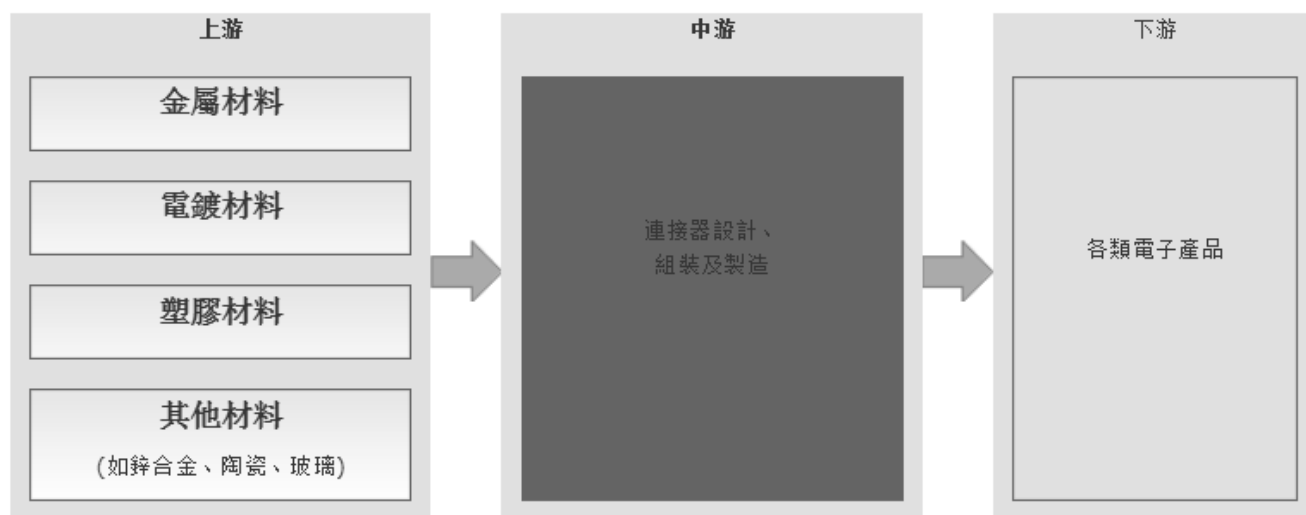 上游
金屬材料
電鍍材料
塑膠材料
其他材料
(如鋅合金、陶瓷、玻璃)
中游
連接器設計、
組裝及製造
下游
各類電子產品